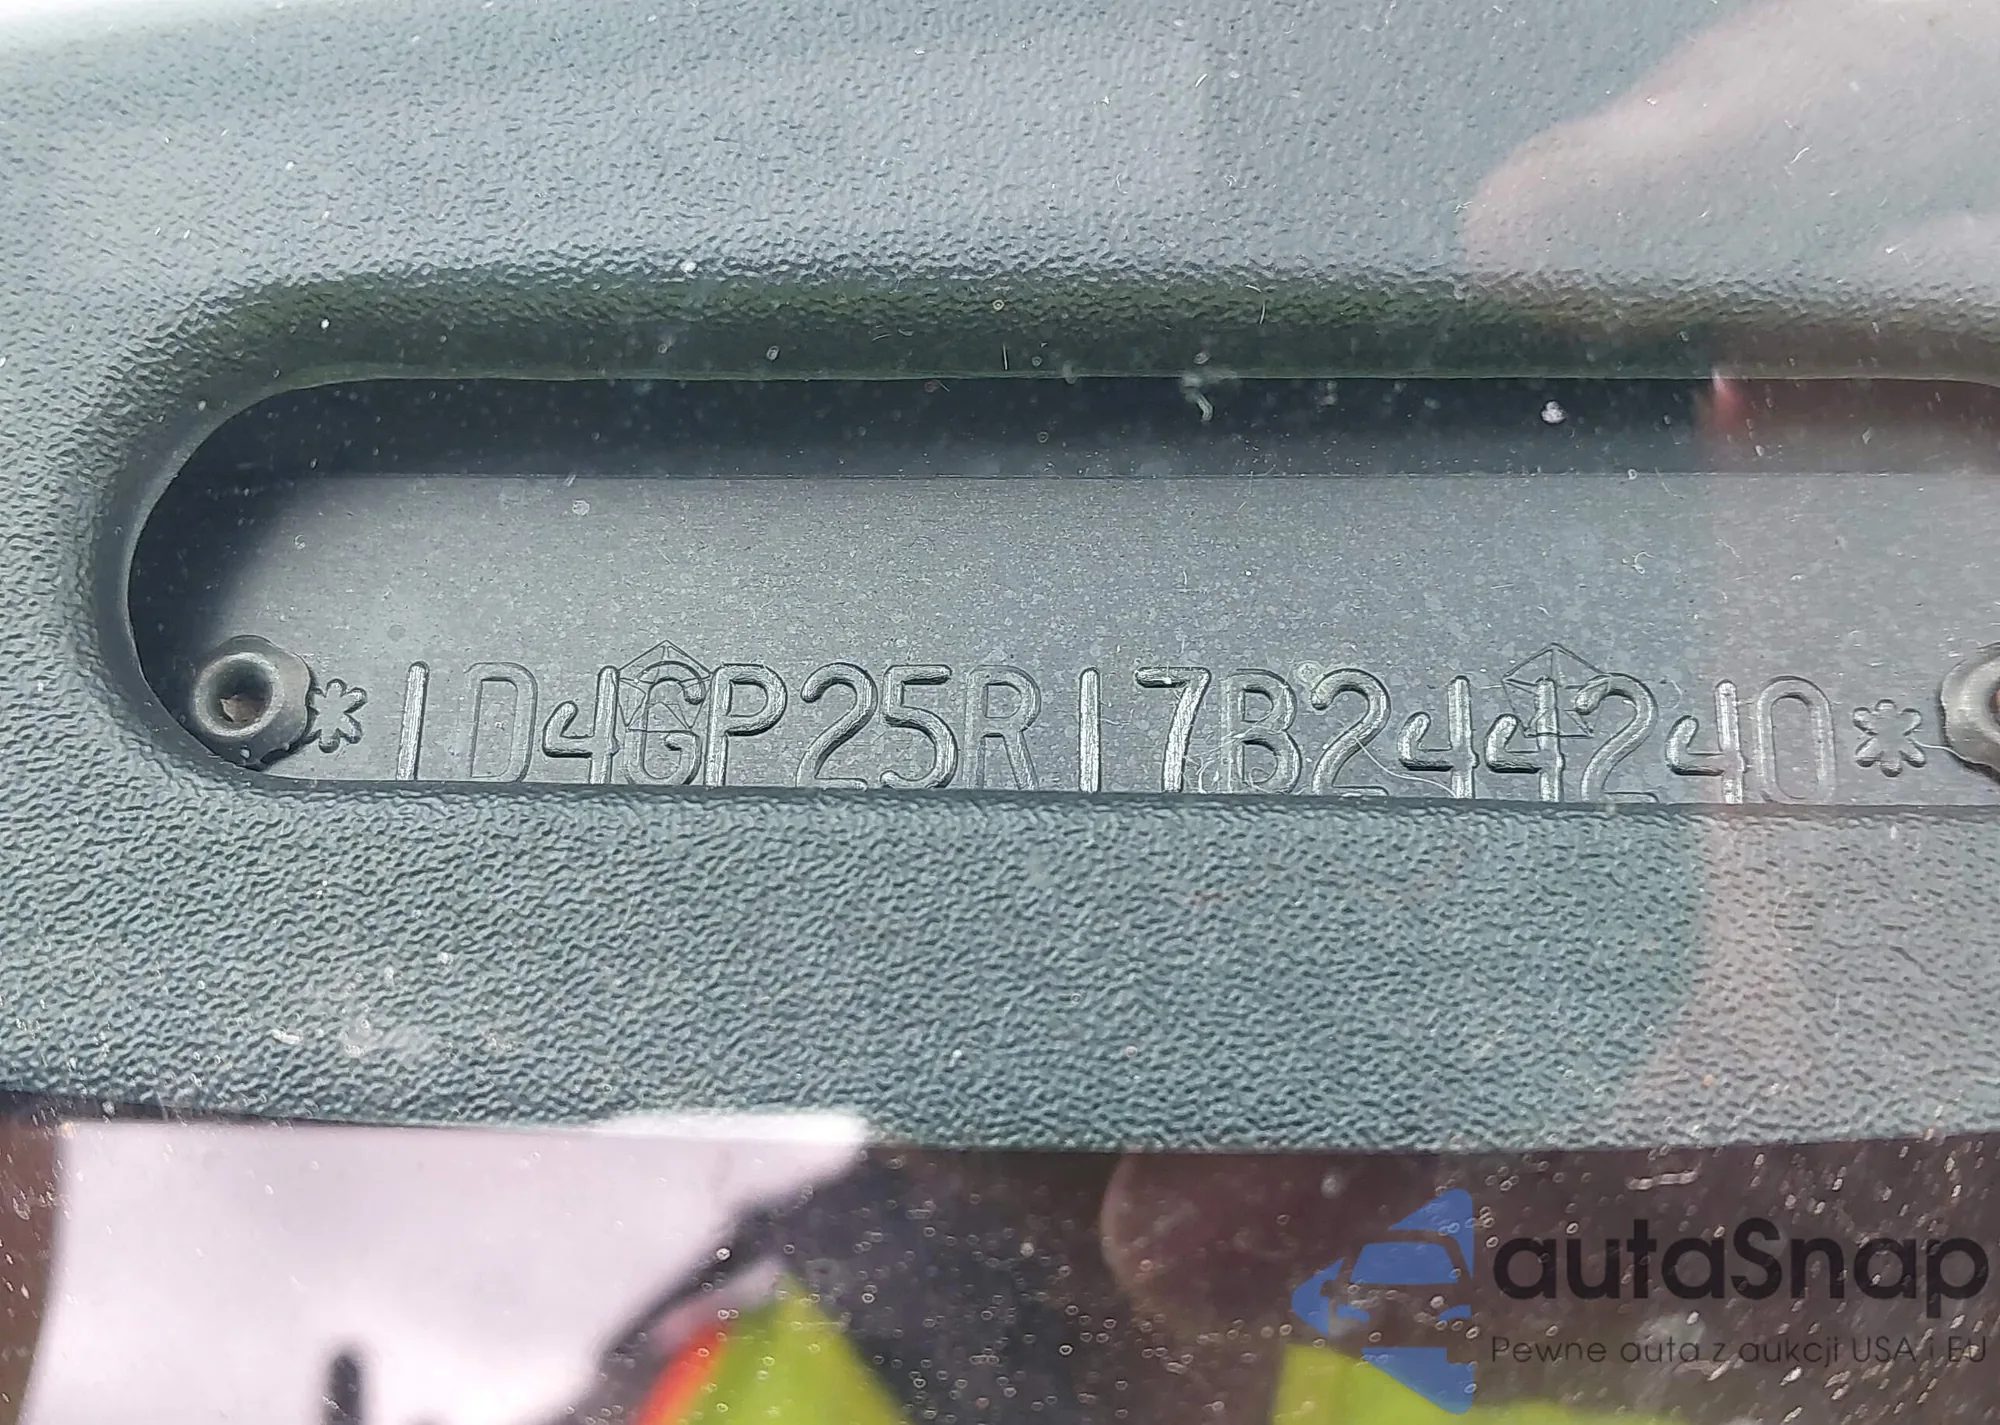 *1D4GP25R17B244240*
autaSnap
Pewne auta z aukcji USA i EU